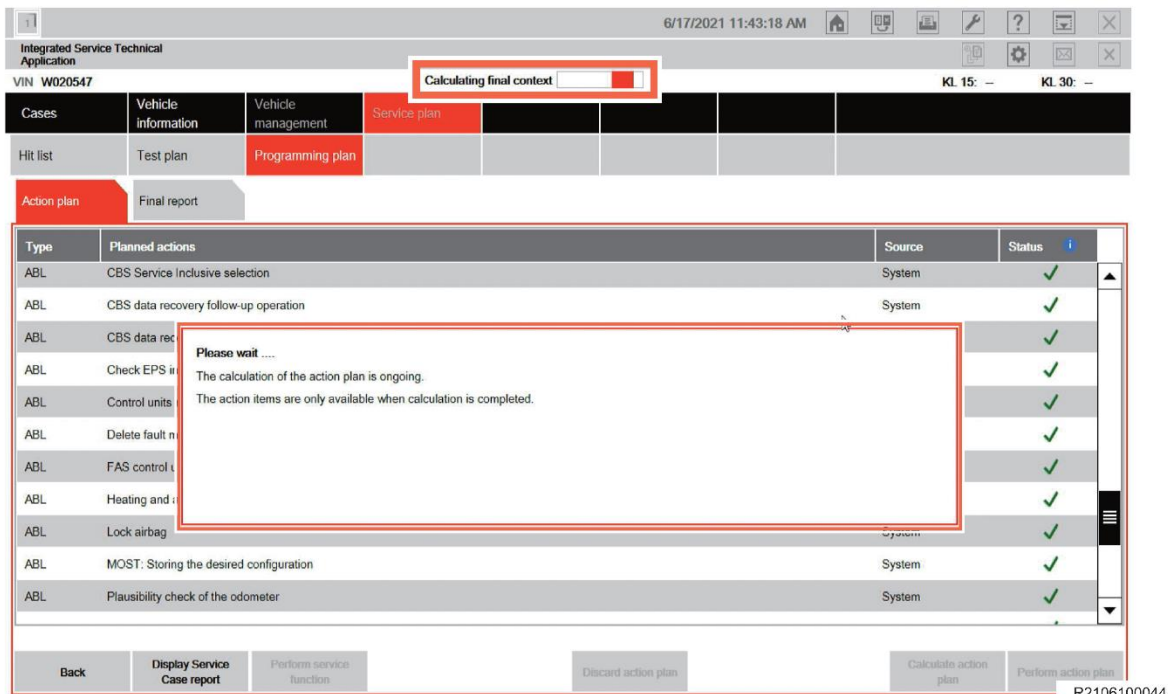 1
6/17/2021 11:43:18 AM
?
Integrated Service Technical
Application
VIN W020547
Calculating final context
KL 15: –
KL 30: –
Cases
Vehicle
information
Vehicle
management
Service plan
Hit list
Test plan
Programming plan
Action plan
Final report
Type
Planned actions
Source
Status
i
ABL
CBS Service Inclusive selection
System
ABL
CBS data recovery follow-up operation
System
ABL
CBS data rec
ABL
Check EPS
ABL
Control units
ABL
Delete fault
ABL
FAS control
ABL
Heating and
ABL
Lock airbag
System
ABL
MOST: Storing the desired configuration
System
ABL
Plausibility check of the odometer
System
Please wait ....
The calculation of the action plan is ongoing.
The action items are only available when calculation is completed.
Back
Display Service
Case report
Perform service
function
Discard action plan
Calculate action
plan
Perform action plan
R2106100044